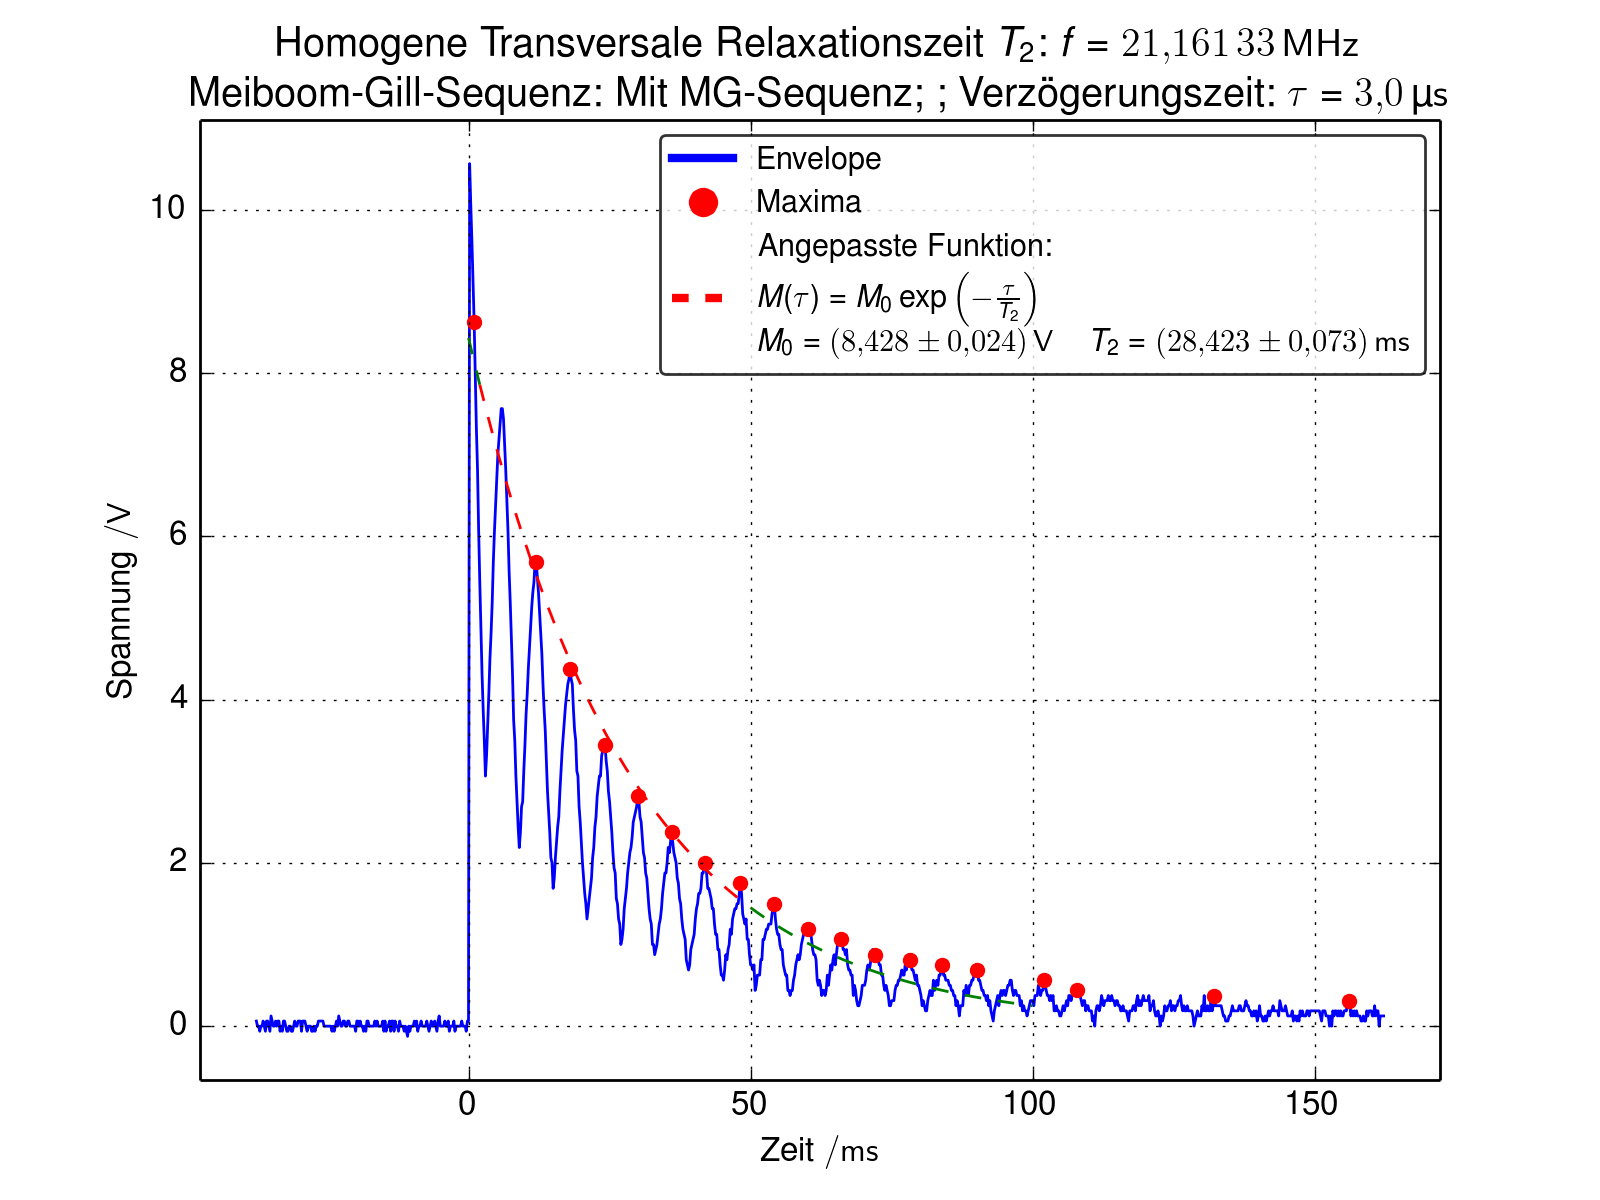 Homogene Transversale Relaxationszeit T₂: f = 21,161 33 MHz
Meiboom-Gill-Sequenz: Mit MG-Sequenz; ; Verzögerungszeit: τ = 3,0 µs
Envelope
Maxima
Angepasste Funktion:
M(τ) = M₀ exp(−τ/T₂)
M₀ = (8,428 ± 0,024) V T₂ = (28,423 ± 0,073) ms
10
8
6
4
2
0
Spannung /V
0 50 100 150
Zeit /ms